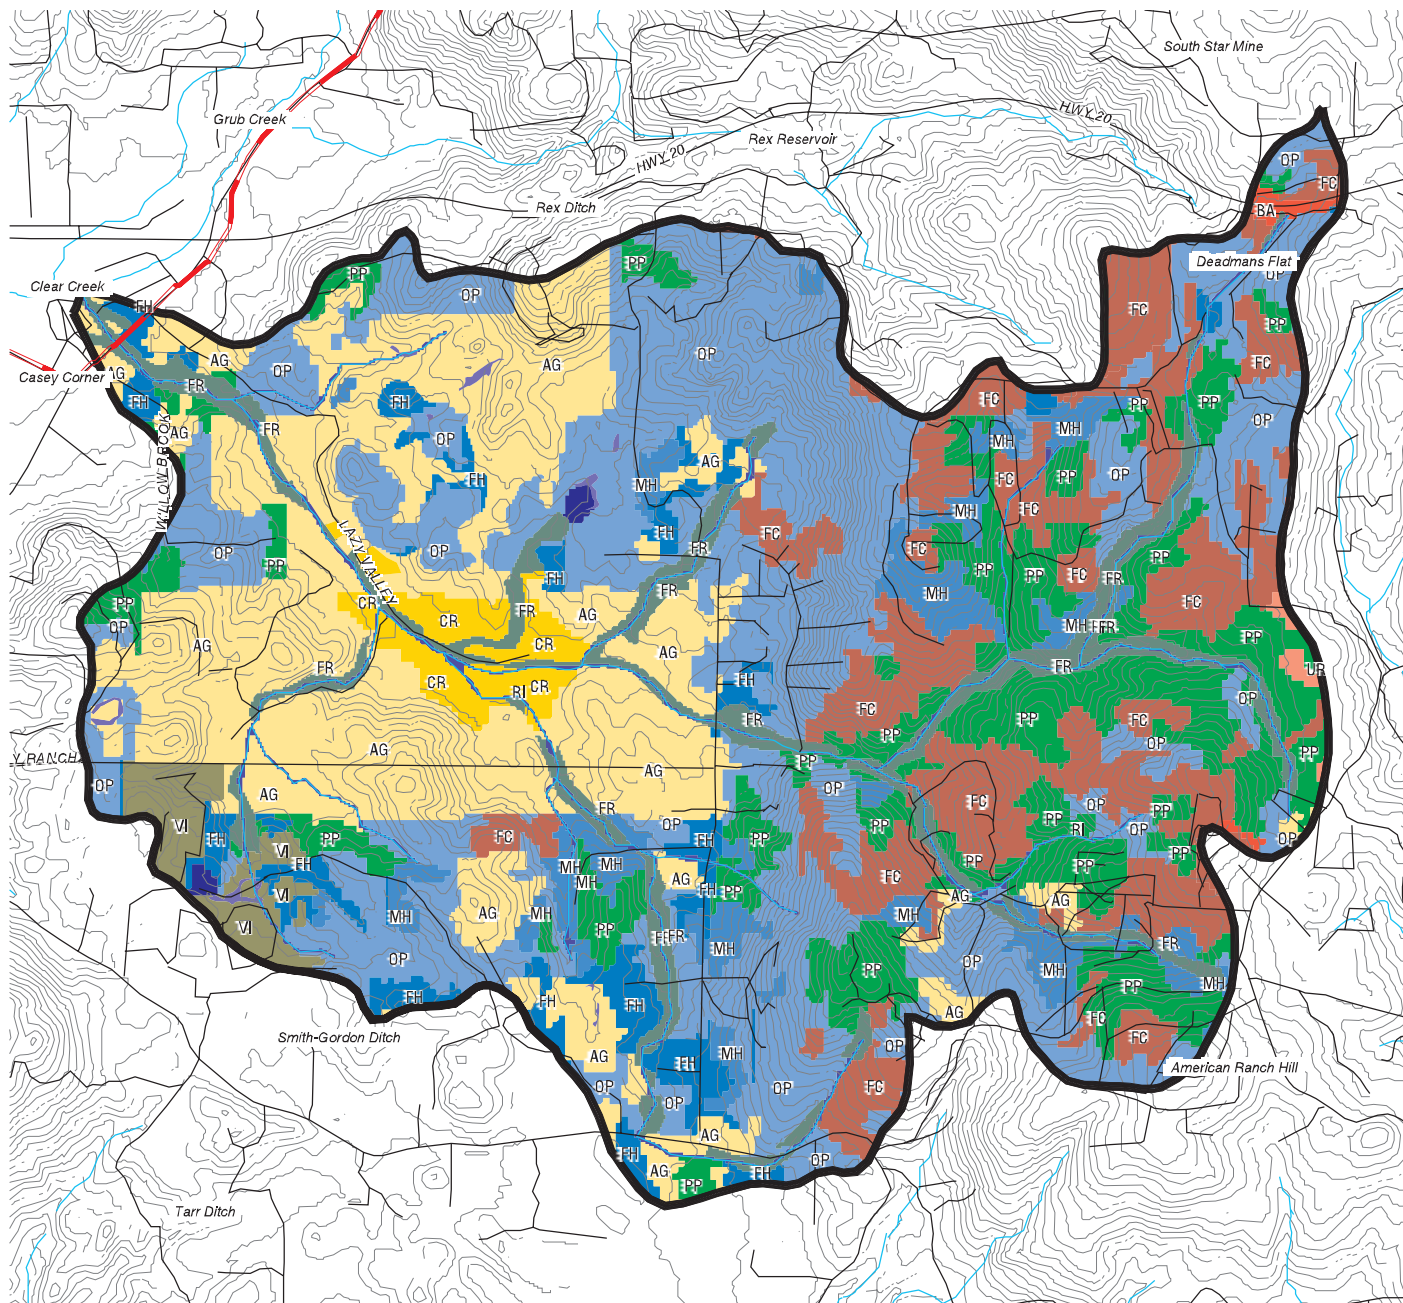 South Star Mine
HWY 20
Grub Creek
Rex Reservoir
HWY 20
OP
FC
Rex Ditch
BA
Deadmans Flat
OP
PP
PP
Clear Creek
OP
FH
FC
PP
AG
OP
FC
AG
OP
Casey Corner
AG
FR
FC
FH
FH
PP
PP
WILLOW BROOK
AG
FR
OP
MH
MH
OP
AG
FH
MH
FC
PP
OP
FC
MH
LAZY VALLEY
OP
PP
OP
FH
FR
FC
FC
PP
FH
PP
PP
FC
FR
PP
CR
FR
AG
FR
MH
FC
OP
CR
MH
FR
AG
CR
AG
PP
FR
CR
RI
CR
FH
FR
UR
OP
FC
FR
PP
FC
AG
PP
OP
PP
Y RANCH
OP
AG
AG
PP
OP
FR
FC
OP
PP
VI
FH
PP
FC
OP
FH
PP
PP
PP
RI
OP
OP
VI
FH
MH
MH
PP
PP
PP
MH
AG
FH
PP
FC
VI
AG
AG
MH
AG
MH
MH
VI
PP
FR
MH
FR
OP
PP
OP
MH
MH
FH
FH
FH
PP
AG
FC
Smith-Gordon Ditch
AG
FH
MH
OP
FC
American Ranch Hill
OP
OP
OP
FC
AG
FH
AG
PP
FH
OP
Tarr Ditch